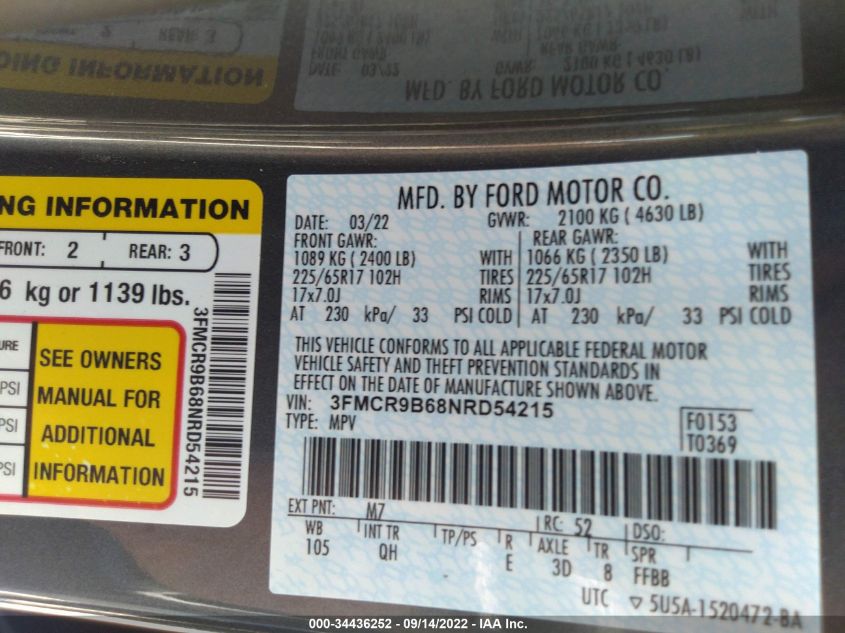 NG INFORMATION
FRONT: 2 REAR: 3
6 kg or 1139 lbs.
URE
PSI
PSI
SEE OWNERS
MANUAL FOR
ADDITIONAL
INFORMATION
3FMCR9B68NRD54215
MFD. BY FORD MOTOR CO.
DATE: 03/22 GVWR: 2100 KG ( 4630 LB)
FRONT GAWR: REAR GAWR:
1089 KG ( 2400 LB) WITH 1066 KG ( 2350 LB) WITH
225/65R17 102H TIRES 225/65R17 102H TIRES
17x7.0J RIMS 17x7.0J RIMS
AT 230 kPa/ 33 PSI COLD AT 230 kPa/ 33 PSI COLD
THIS VEHICLE CONFORMS TO ALL APPLICABLE FEDERAL MOTOR
VEHICLE SAFETY AND THEFT PREVENTION STANDARDS IN
EFFECT ON THE DATE OF MANUFACTURE SHOWN ABOVE.
VIN: 3FMCR9B68NRD54215
TYPE: MPV
F0153
T0369
EXT PNT: M7 RC: 52 DSO:
WB INT TR TP/PS R AXLE TR SPR
105 QH E 3D 8 FFBB
UTC ▽ 5U5A-1520472-BA
000-34436252 - 09/14/2022 - IAA Inc.